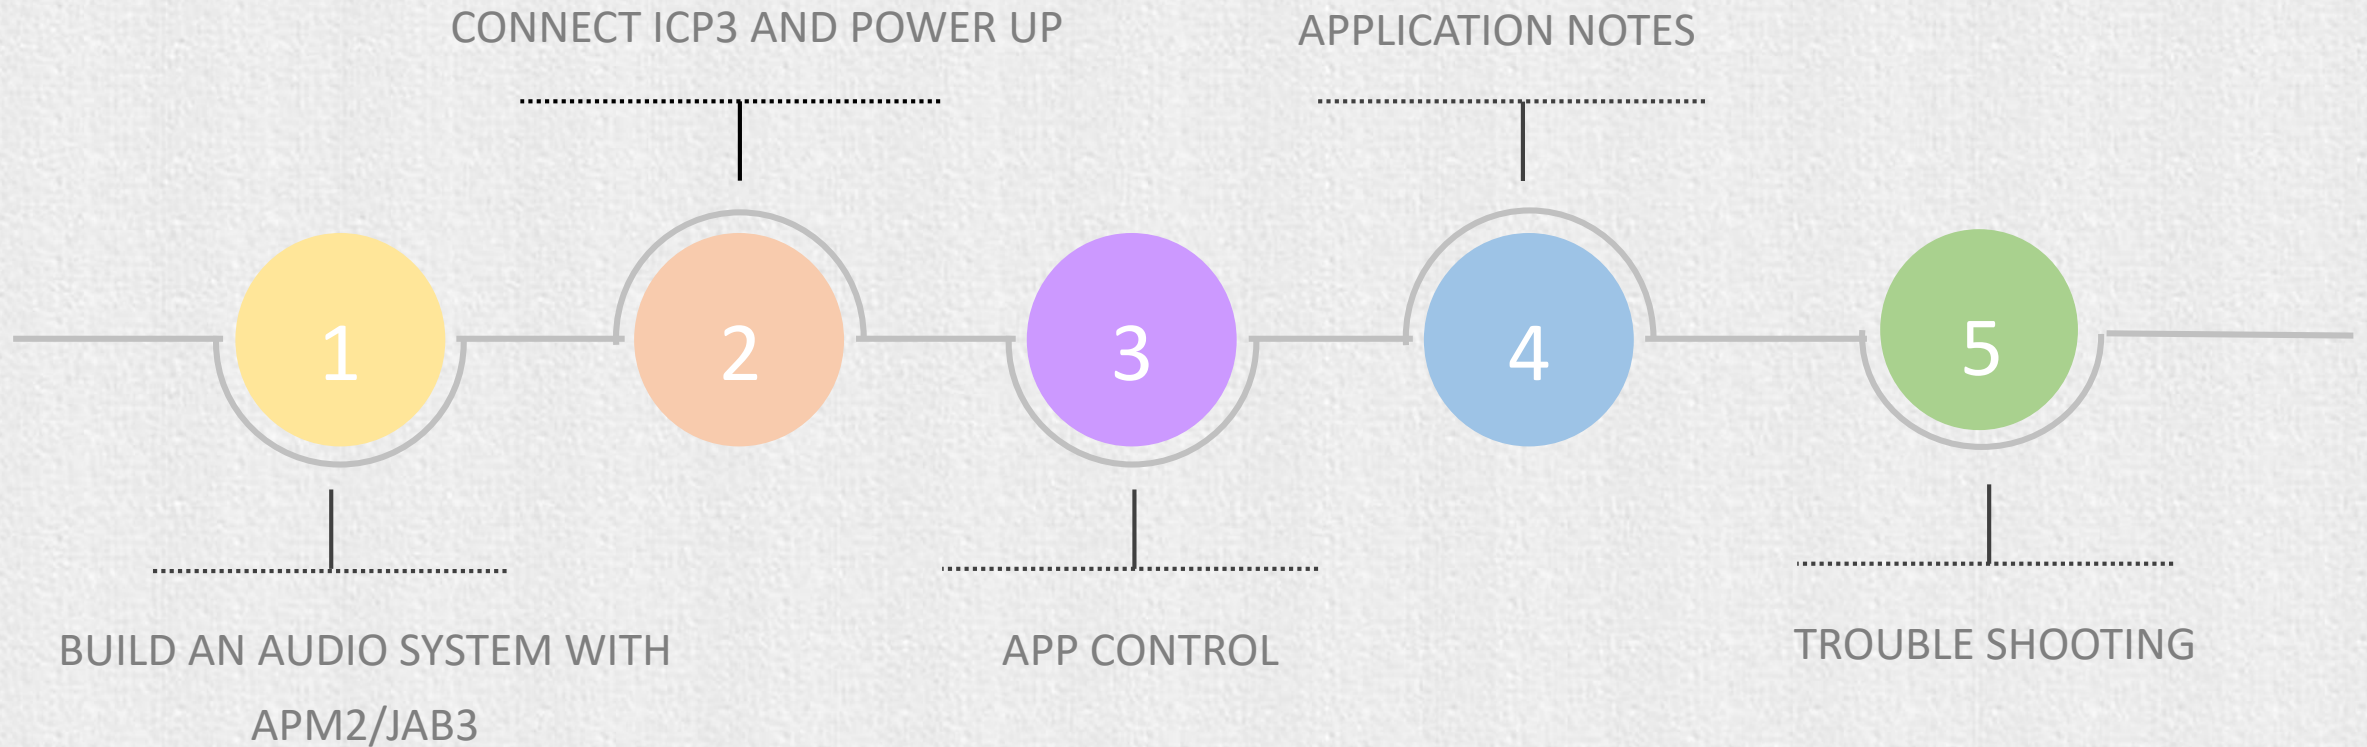 CONNECT ICP3 AND POWER UP
APPLICATION NOTES
1
2
3
4
5
BUILD AN AUDIO SYSTEM WITH
APM2/JAB3
APP CONTROL
TROUBLE SHOOTING